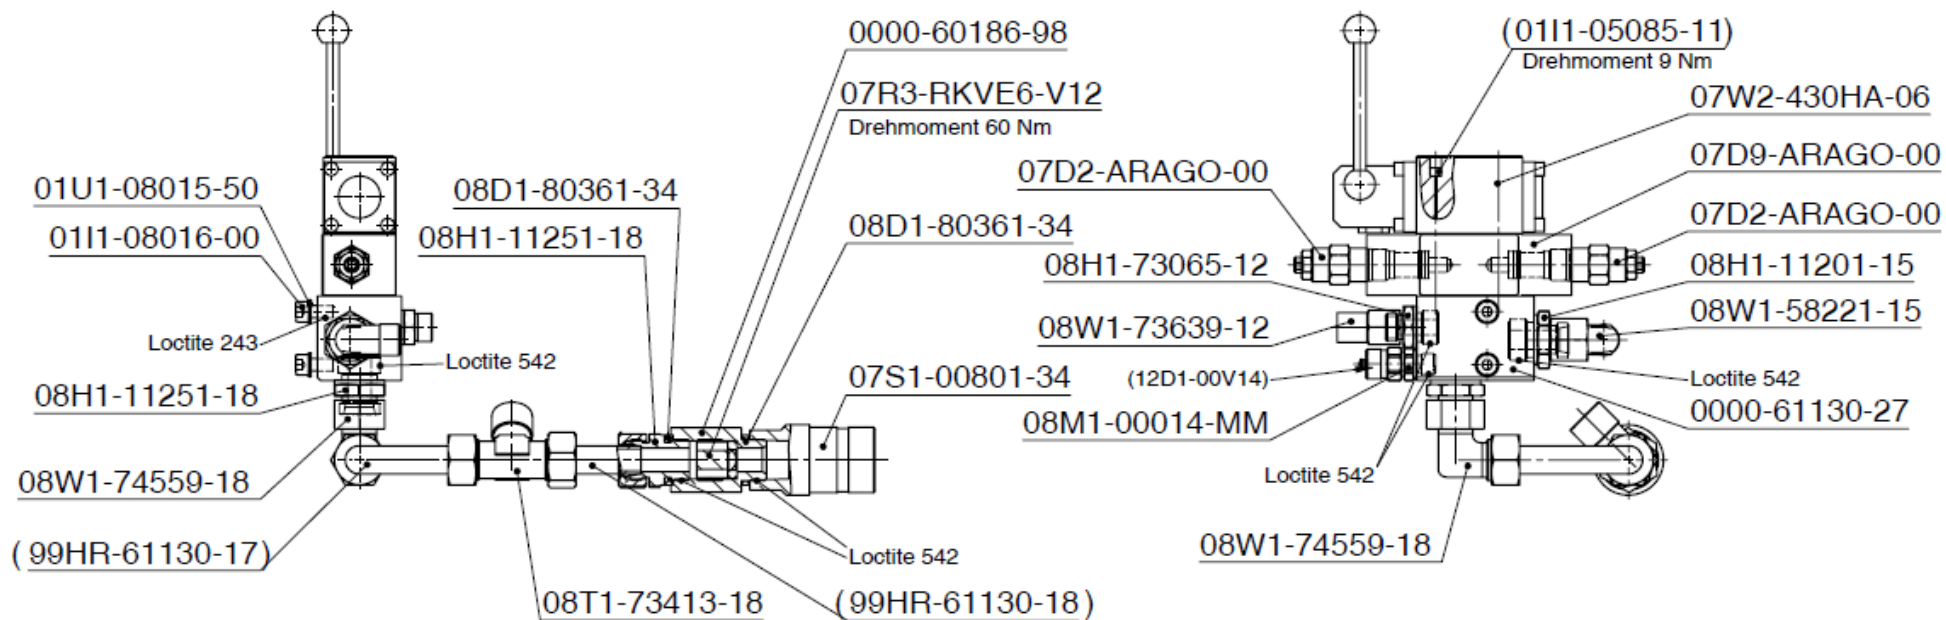 0000-60186-98
07R3-RKVE6-V12
Drehmoment 60 Nm
01U1-08015-50
01I1-08016-00
08D1-80361-34
08H1-11251-18
08D1-80361-34
Loctite 243
Loctite 542
07S1-00801-34
08H1-11251-18
08W1-74559-18
(99HR-61130-17)
Loctite 542
08T1-73413-18
(99HR-61130-18)
(01I1-05085-11)
Drehmoment 9 Nm
07W2-430HA-06
07D2-ARAGO-00
07D9-ARAGO-00
07D2-ARAGO-00
08H1-73065-12
08H1-11201-15
08W1-73639-12
08W1-58221-15
(12D1-00V14)
Loctite 542
08M1-00014-MM
0000-61130-27
Loctite 542
08W1-74559-18